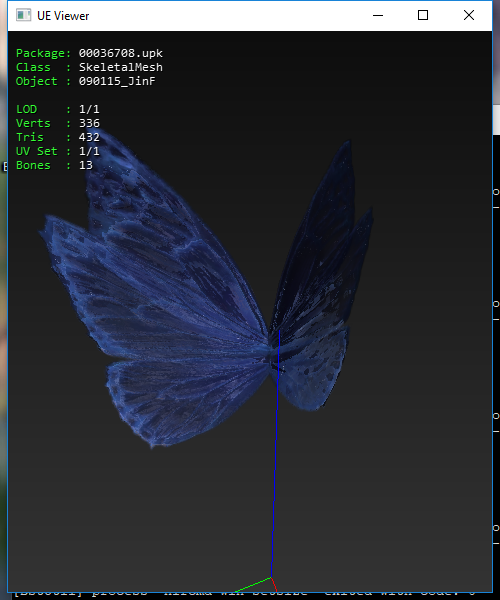 UE Viewer
Package: 00036708.upk
Class : SkeletalMesh
Object : 090115_JinF
LOD : 1/1
Verts : 336
Tris : 432
UV Set : 1/1
Bones : 13